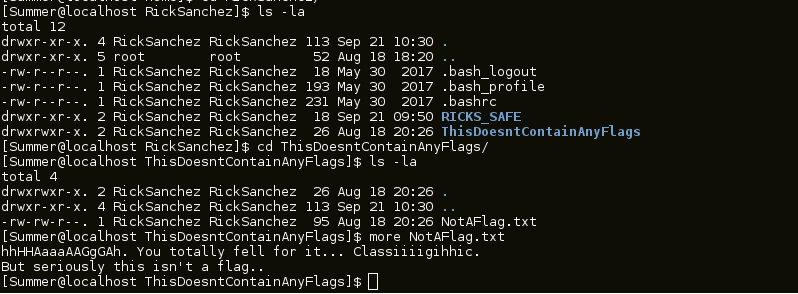 [Summer@localhost RickSanchez]$ ls -la
total 12
drwxr-xr-x. 4 RickSanchez RickSanchez 113 Sep 21 10:30 .
drwxr-xr-x. 5 root        root         52 Aug 18 18:20 ..
-rw-r--r--. 1 RickSanchez RickSanchez  18 May 30  2017 .bash_logout
-rw-r--r--. 1 RickSanchez RickSanchez 193 May 30  2017 .bash_profile
-rw-r--r--. 1 RickSanchez RickSanchez 231 May 30  2017 .bashrc
drwxr-xr-x. 2 RickSanchez RickSanchez  18 Sep 21 09:50 RICKS_SAFE
drwxrwxr-x. 2 RickSanchez RickSanchez  26 Aug 18 20:26 ThisDoesntContainAnyFlags
[Summer@localhost RickSanchez]$ cd ThisDoesntContainAnyFlags/
[Summer@localhost ThisDoesntContainAnyFlags]$ ls -la
total 4
drwxrwxr-x. 2 RickSanchez RickSanchez  26 Aug 18 20:26 .
drwxr-xr-x. 4 RickSanchez RickSanchez 113 Sep 21 10:30 ..
-rw-rw-r--. 1 RickSanchez RickSanchez  95 Aug 18 20:26 NotAFlag.txt
[Summer@localhost ThisDoesntContainAnyFlags]$ more NotAFlag.txt
hhHHAaaaAAGgGAh. You totally fell for it... Classiiiigihhic.
But seriously this isn't a flag..
[Summer@localhost ThisDoesntContainAnyFlags]$